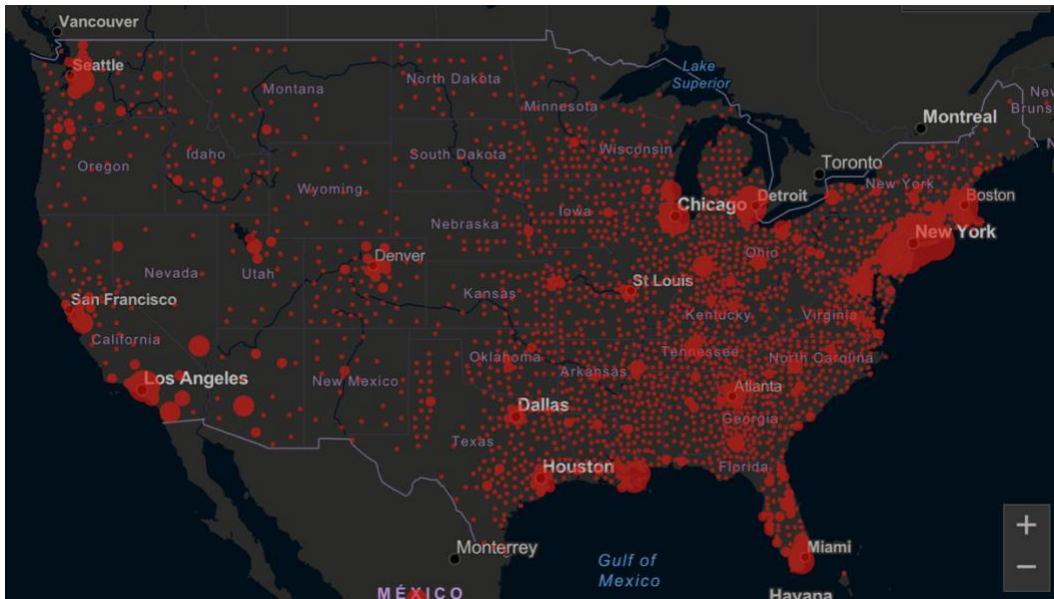 Vancouver
Seattle
Montana
North Dakota
Minnesota
Lake
Superior
Montreal
New
Bruns
Oregon
Idaho
South Dakota
Wisconsin
Toronto
Wyoming
Iowa
Chicago
Detroit
New York
Boston
Nebraska
New York
Nevada
Utah
Denver
Ohio
San Francisco
Kansas
St Louis
Kentucky
Virginia
California
Oklahoma
Tennessee
North Carolina
Los Angeles
New Mexico
Arkansas
Atlanta
Dallas
Georgia
Texas
Houston
Florida
Monterrey
Gulf of
Mexico
Miami
MÉXICO
Havana
+
−